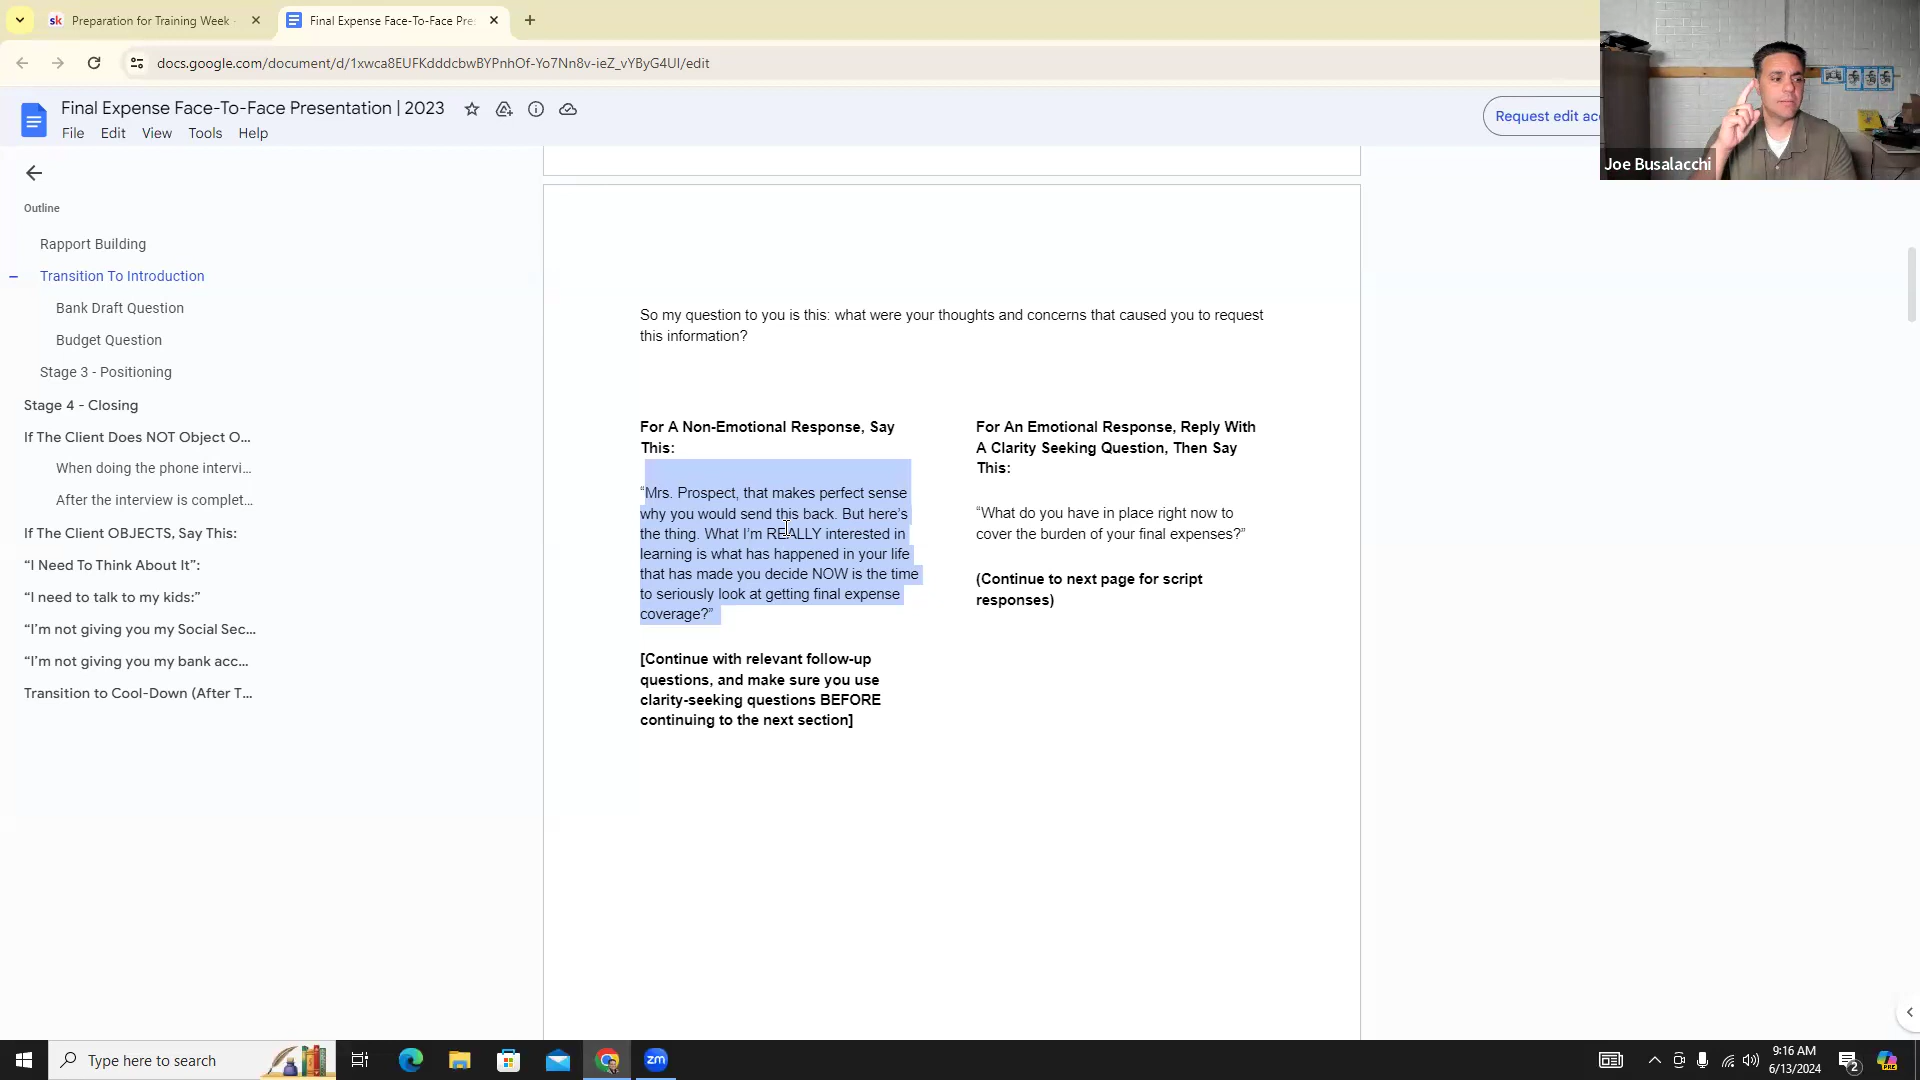 sk Preparation for Training Week
Final Expense Face-To-Face Pre
docs.google.com/document/d/1xwca8EUFKdddcbwBYPnhOf-Yo7Nn8v-ieZ_vYByG4UI/edit
Final Expense Face-To-Face Presentation | 2023
File Edit View Tools Help
Request edit acc
Joe Busalacchi
Outline
Rapport Building
Transition To Introduction
Bank Draft Question
Budget Question
Stage 3 - Positioning
Stage 4 - Closing
If The Client Does NOT Object O...
When doing the phone intervi...
After the interview is complet...
If The Client OBJECTS, Say This:
“I Need To Think About It”:
“I need to talk to my kids:”
“I’m not giving you my Social Sec...
“I’m not giving you my bank acc...
Transition to Cool-Down (After T...
So my question to you is this: what were your thoughts and concerns that caused you to request
this information?
For A Non-Emotional Response, Say
This:
“Mrs. Prospect, that makes perfect sense
why you would send this back. But here’s
the thing. What I’m REALLY interested in
learning is what has happened in your life
that has made you decide NOW is the time
to seriously look at getting final expense
coverage?”
[Continue with relevant follow-up
questions, and make sure you use
clarity-seeking questions BEFORE
continuing to the next section]
For An Emotional Response, Reply With
A Clarity Seeking Question, Then Say
This:
“What do you have in place right now to
cover the burden of your final expenses?”
(Continue to next page for script
responses)
Type here to search
zm
9:16 AM
6/13/2024
2
PRE